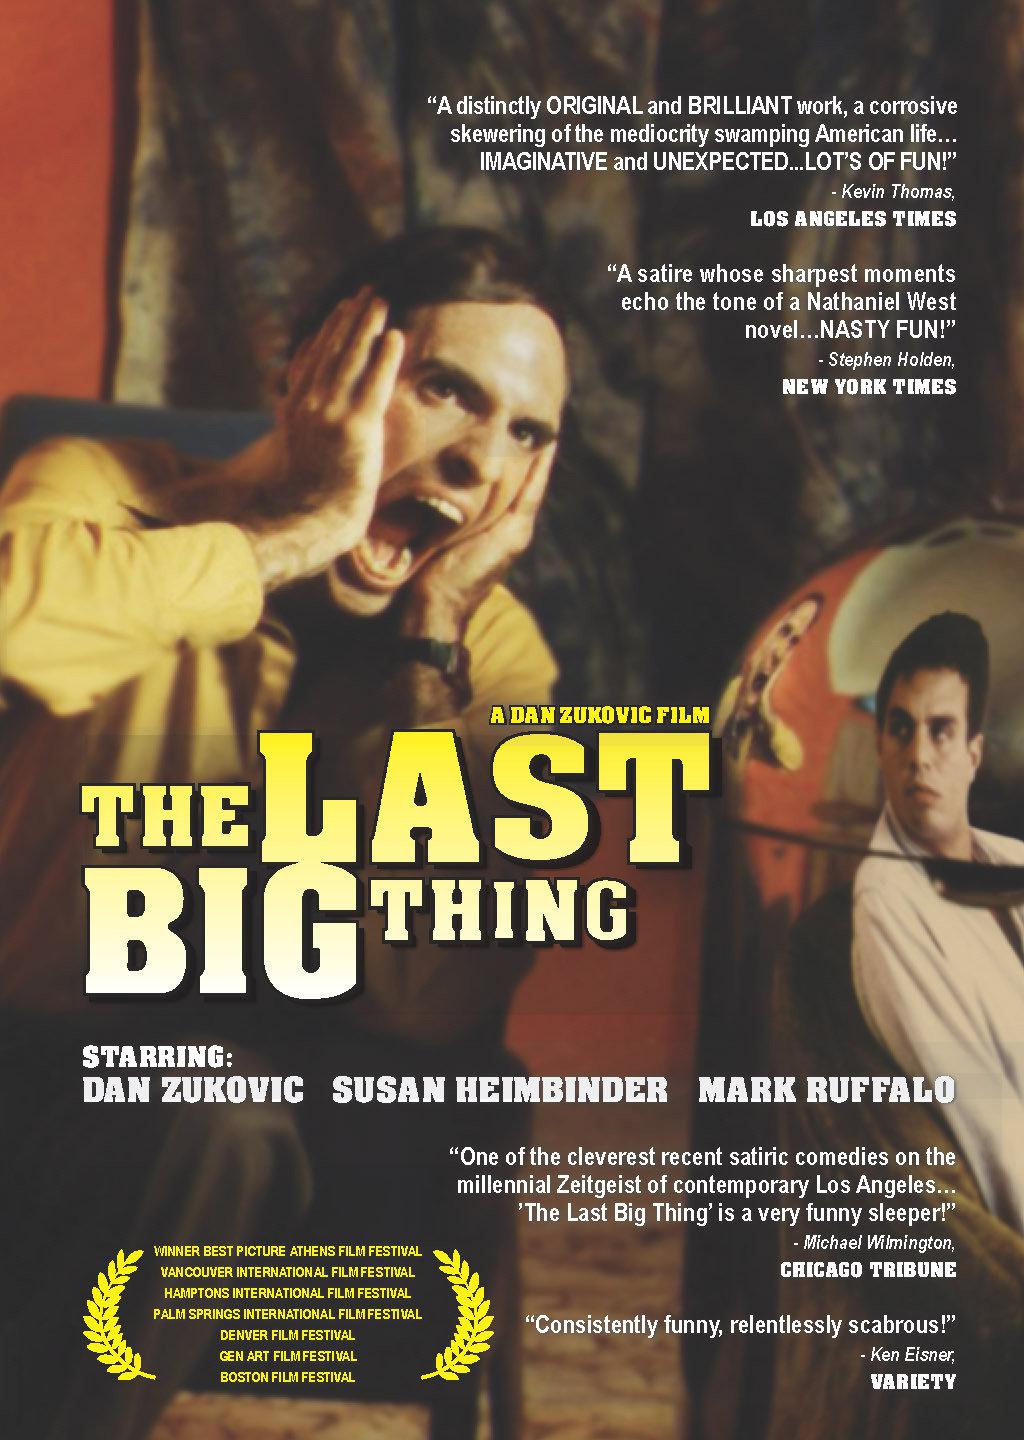 “A distinctly ORIGINAL and BRILLIANT work, a corrosive
skewering of the mediocrity swamping American life…
IMAGINATIVE and UNEXPECTED...LOT'S OF FUN!”
- Kevin Thomas,
LOS ANGELES TIMES
“A satire whose sharpest moments
echo the tone of a Nathaniel West
novel…NASTY FUN!”
- Stephen Holden,
NEW YORK TIMES
A DAN ZUKOVIC FILM
THE LAST
BIG THING
STARRING:
DAN ZUKOVIC SUSAN HEIMBINDER MARK RUFFALO
“One of the cleverest recent satiric comedies on the
millennial Zeitgeist of contemporary Los Angeles…
'The Last Big Thing' is a very funny sleeper!”
- Michael Wilmington,
CHICAGO TRIBUNE
“Consistently funny, relentlessly scabrous!”
- Ken Eisner,
VARIETY
WINNER BEST PICTURE ATHENS FILM FESTIVAL
VANCOUVER INTERNATIONAL FILM FESTIVAL
HAMPTONS INTERNATIONAL FILM FESTIVAL
PALM SPRINGS INTERNATIONAL FILM FESTIVAL
DENVER FILM FESTIVAL
GEN ART FILM FESTIVAL
BOSTON FILM FESTIVAL